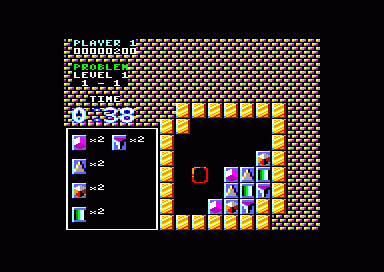 PLAYER 1
00000200
PROBLEM
LEVEL 1
1 - 1
TIME
0:38
×2 ×2
×2
×2
×2